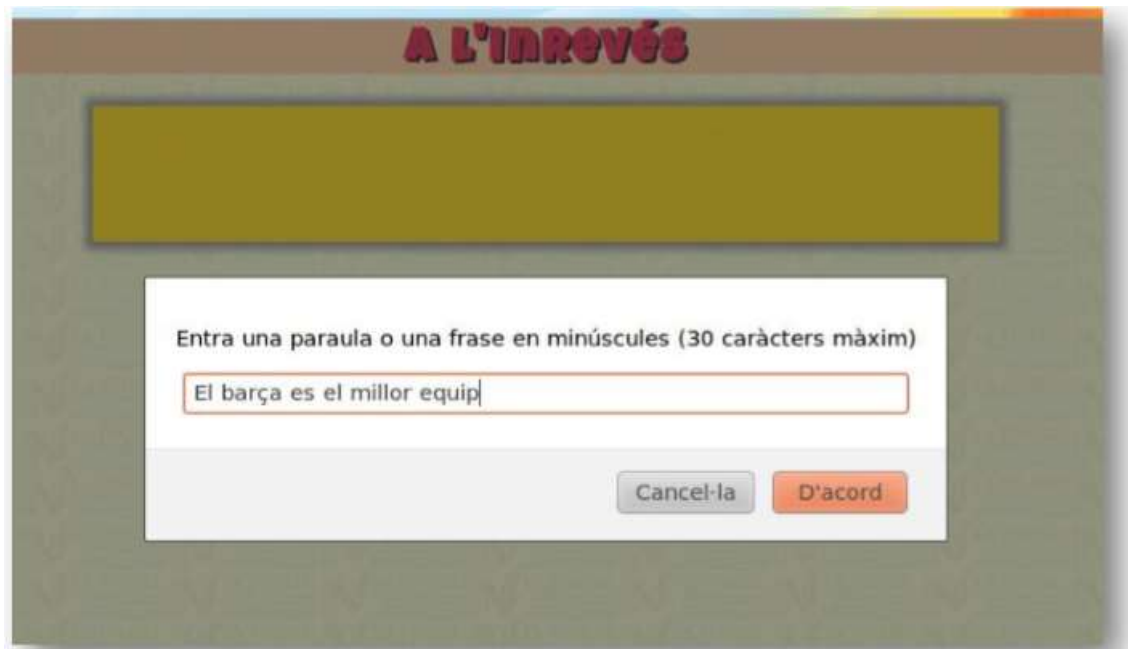 A L'INREVÉS
Entra una paraula o una frase en minúscules (30 caràcters màxim)
El barça es el millor equip
Cancel·la D'acord